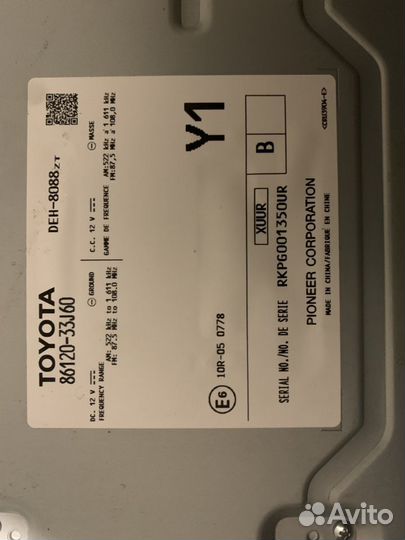 TOYOTA
86120-33J60
DEH-8088ZT
DC. 12 V ⊖ GROUND
FREQUENCY RANGE AM: 522 kHz to 1 611 kHz
FM: 87.5 MHz to 108.0 MHz
C.C. 12 V ⊖ MASSE
GAMME DE FREQUENCE AM:522 kHz a' 1 611 kHz
FM:87,5 MHz a' 108,0 MHz
Y1
E6 10R-05 0778
XUUR
B
SERIAL NO./NO. DE SERIE RKPG001350UR
PIONEER CORPORATION
MADE IN CHINA/FABRIQUE EN CHINE
Avito